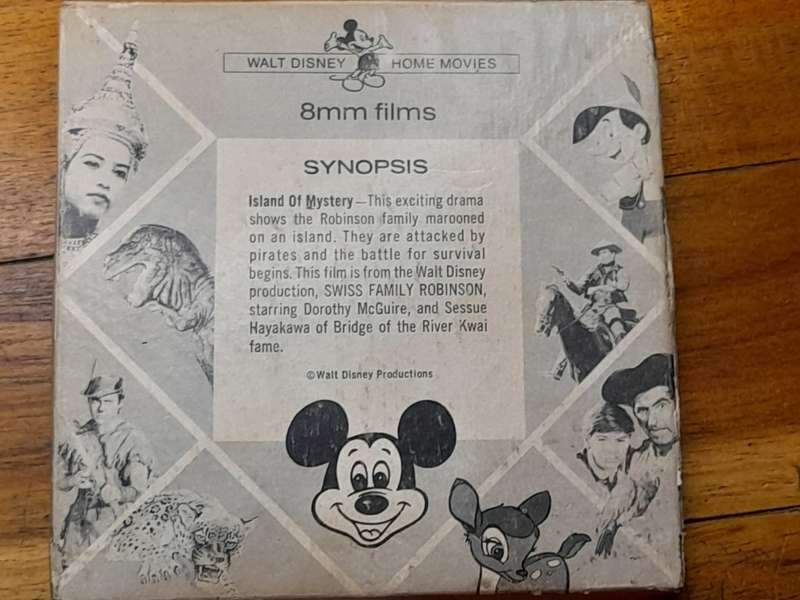 WALT DISNEY HOME MOVIES
8mm films
SYNOPSIS
Island Of Mystery—This exciting drama
shows the Robinson family marooned
on an island. They are attacked by
pirates and the battle for survival
begins. This film is from the Walt Disney
production, SWISS FAMILY ROBINSON,
starring Dorothy McGuire, and Sessue
Hayakawa of Bridge of the River Kwai
fame.
©Walt Disney Productions